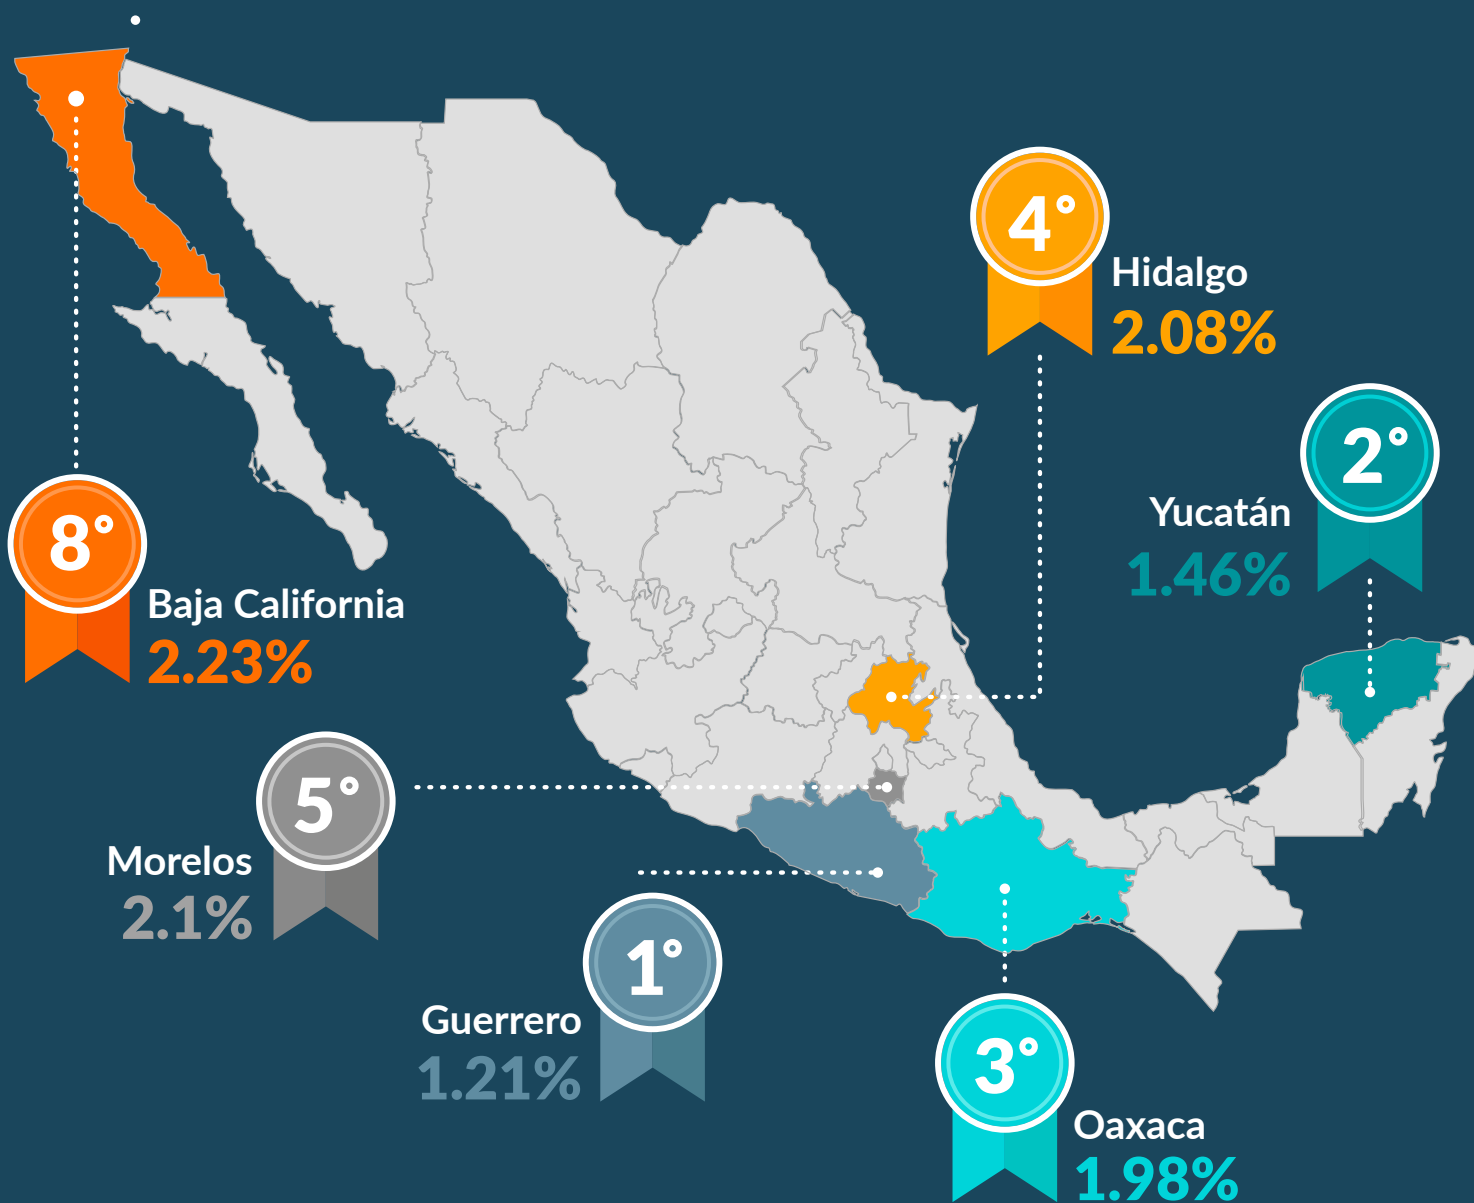 4°
Hidalgo
2.08%
2°
Yucatán
1.46%
8°
Baja California
2.23%
5°
Morelos
2.1%
1°
Guerrero
1.21%
3°
Oaxaca
1.98%